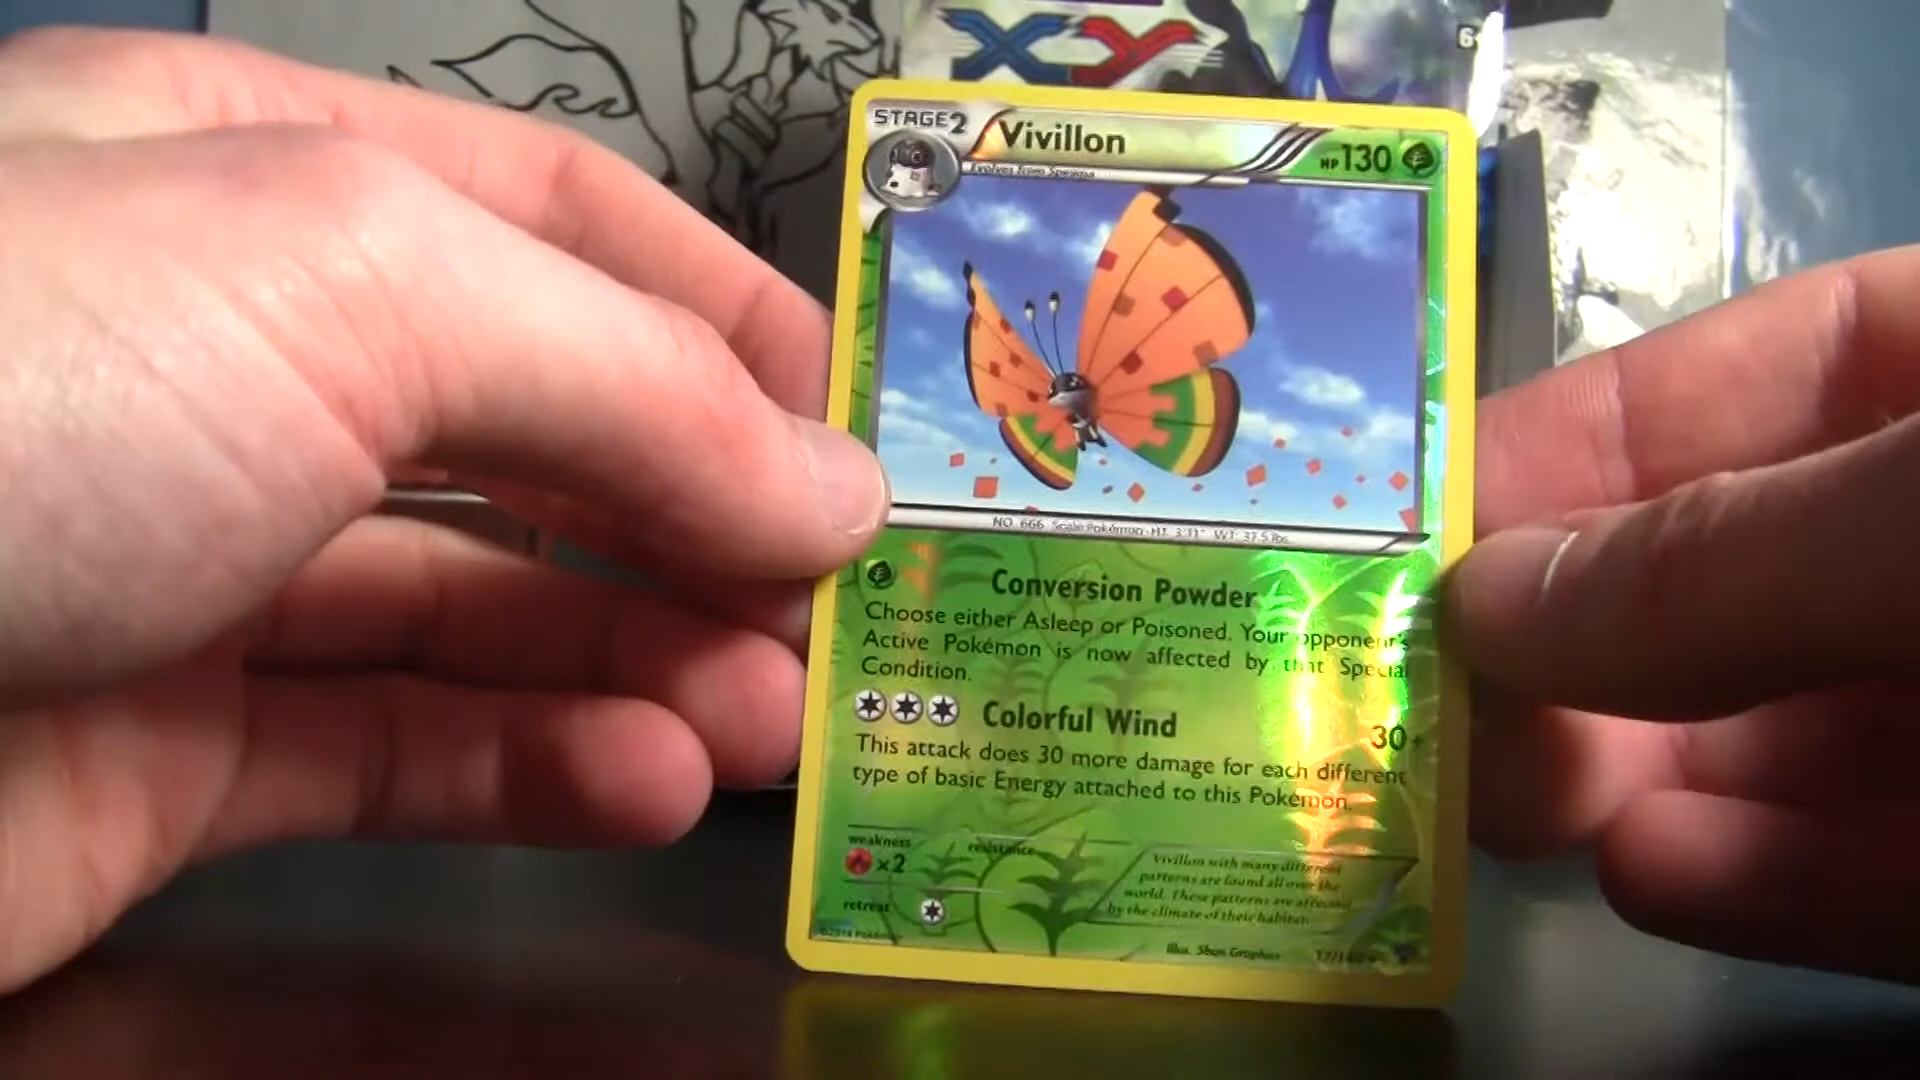 XY
6+
STAGE2
Vivillon
HP130
Evolves from Spewpa
NO. 666 Scale Pokémon HT 3'11" WT: 37.5 lbs.
Conversion Powder
Choose either Asleep or Poisoned. Your opponent's
Active Pokémon is now affected by that Special
Condition.
Colorful Wind 30+
This attack does 30 more damage for each different
type of basic Energy attached to this Pokémon.
weakness
×2
resistance
retreat
Vivillon with many different
patterns are found all over the
world. These patterns are affected
by the climate of their habitat.
©2014 Pokémon
Illus. 5ban Graphics